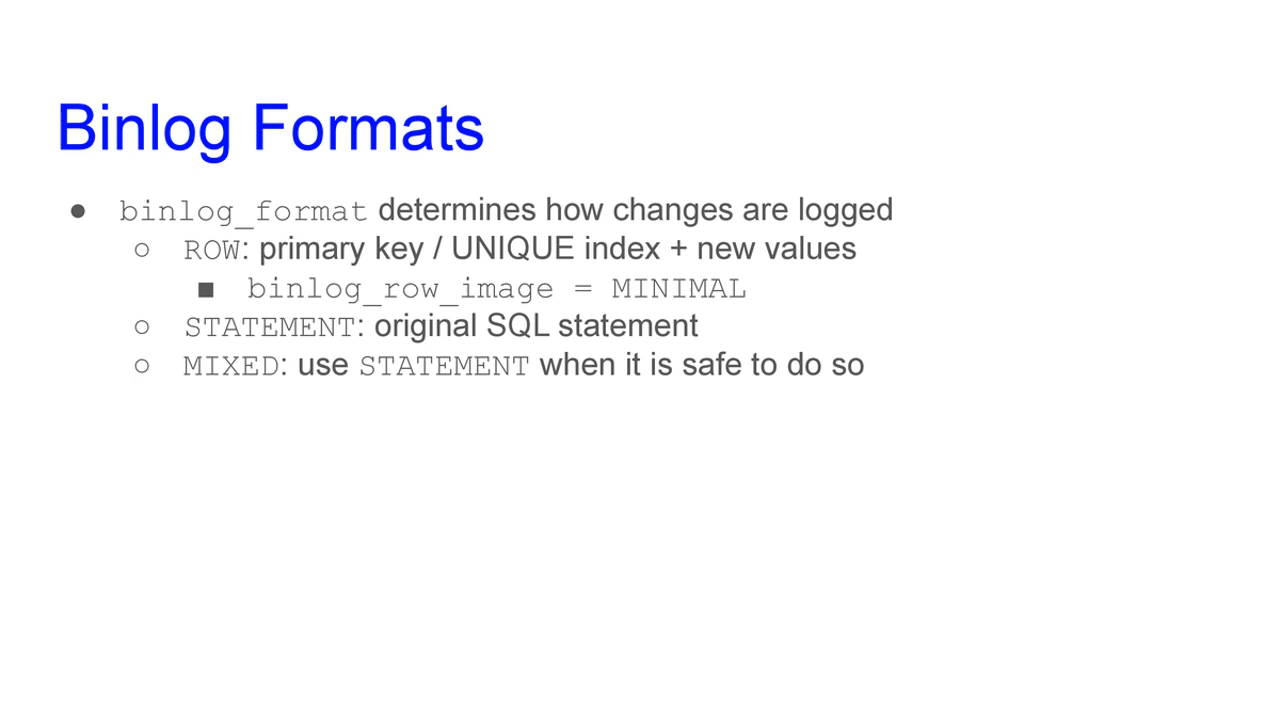 Binlog Formats
● binlog_format determines how changes are logged
○ ROW: primary key / UNIQUE index + new values
■ binlog_row_image = MINIMAL
○ STATEMENT: original SQL statement
○ MIXED: use STATEMENT when it is safe to do so